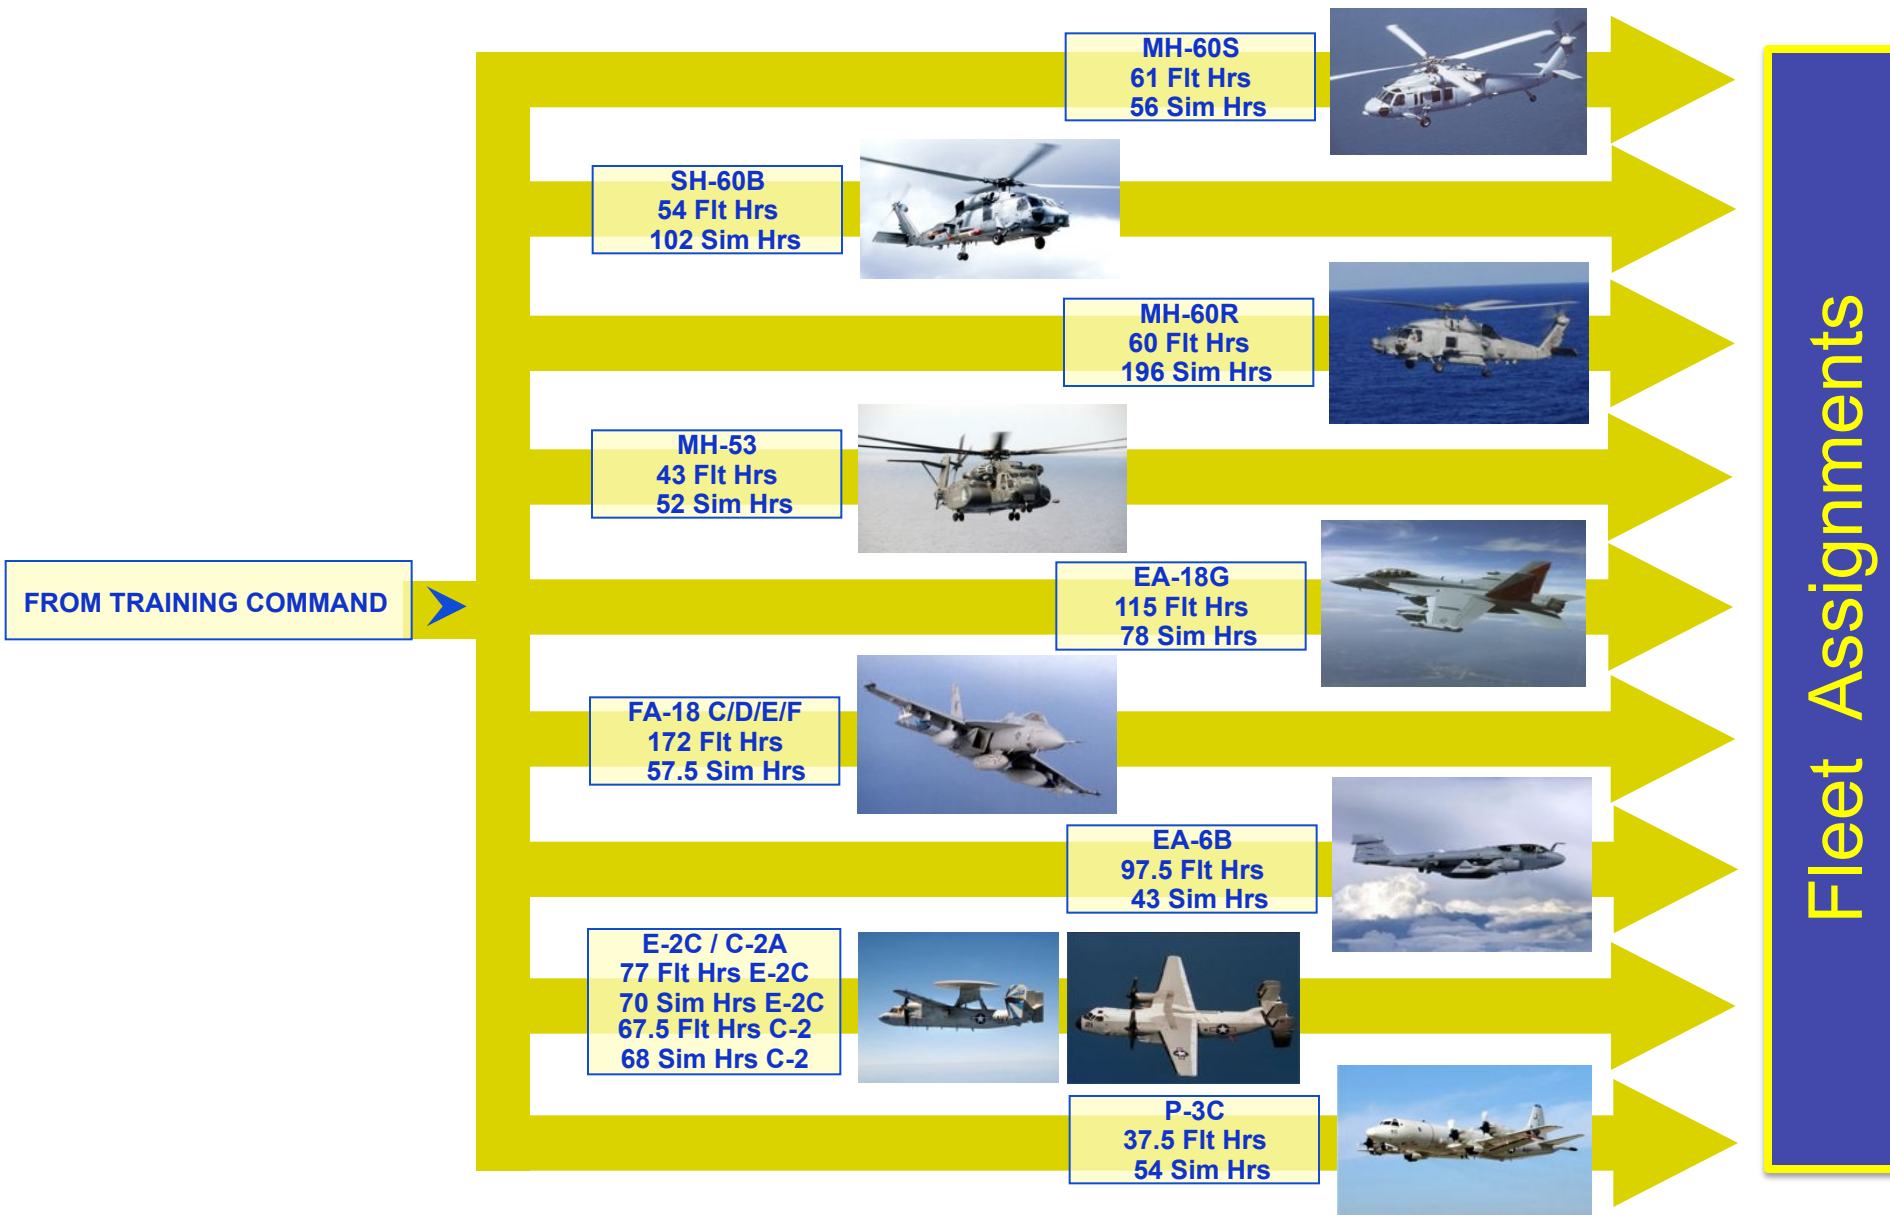 MH-60S
61 Flt Hrs
56 Sim Hrs
SH-60B
54 Flt Hrs
102 Sim Hrs
MH-60R
60 Flt Hrs
196 Sim Hrs
MH-53
43 Flt Hrs
52 Sim Hrs
FROM TRAINING COMMAND
EA-18G
115 Flt Hrs
78 Sim Hrs
FA-18 C/D/E/F
172 Flt Hrs
57.5 Sim Hrs
EA-6B
97.5 Flt Hrs
43 Sim Hrs
E-2C / C-2A
77 Flt Hrs E-2C
70 Sim Hrs E-2C
67.5 Flt Hrs C-2
68 Sim Hrs C-2
P-3C
37.5 Flt Hrs
54 Sim Hrs
Fleet Assignments